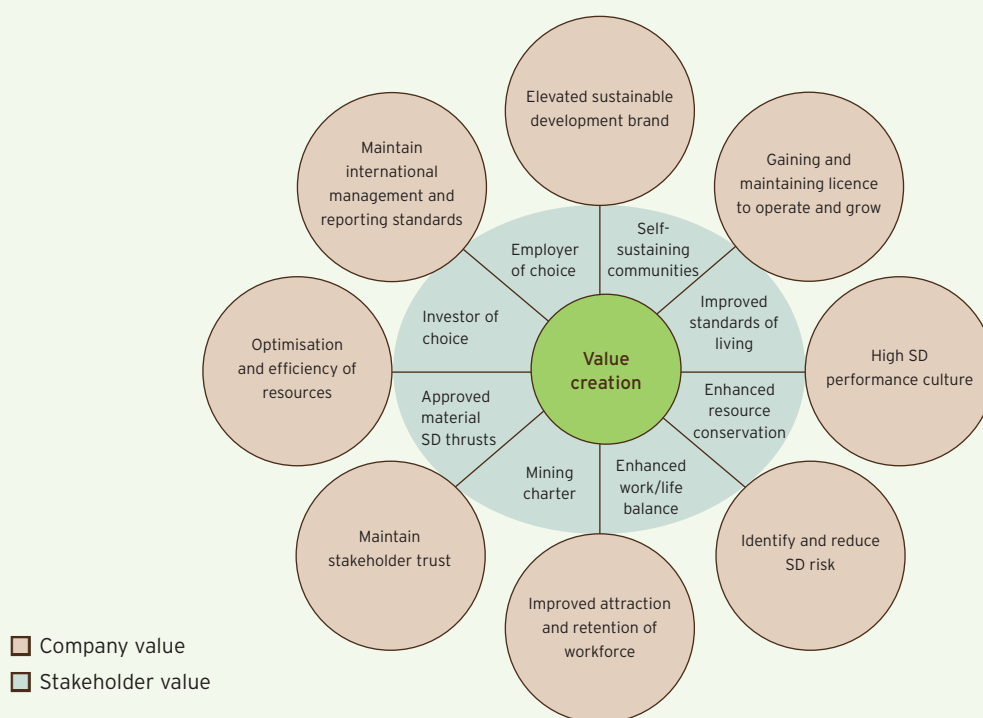 Elevated sustainable
development brand
Gaining and
maintaining licence
to operate and grow
High SD
performance culture
Identify and reduce
SD risk
Improved attraction
and retention of
workforce
Maintain
stakeholder trust
Optimisation
and efficiency of
resources
Maintain
international
management and
reporting standards
Employer
of choice
Self-
sustaining
communities
Improved
standards of
living
Enhanced
resource
conservation
Enhanced
work/life
balance
Mining
charter
Approved
material
SD thrusts
Investor of
choice
Value
creation
Company value
Stakeholder value